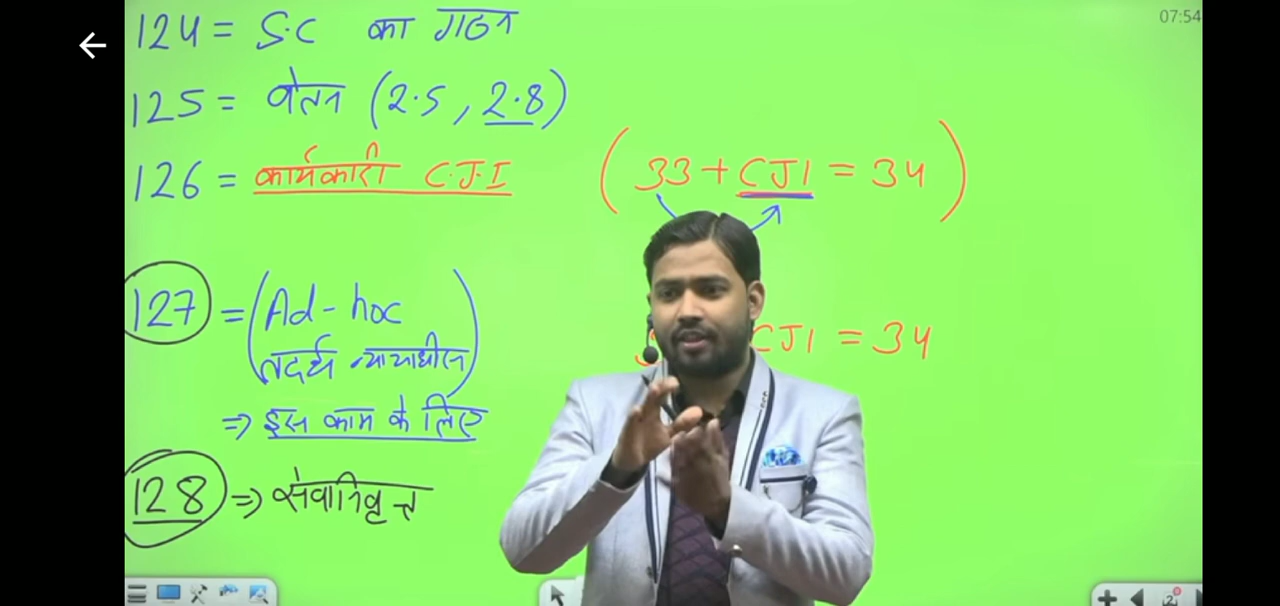 07:54
124 = S.C का गठन
125 = वेतन (2.5, 2.8)
126 = कार्यकारी C.J.I (33 + CJI = 34)
127 = (Ad-hoc
CJI = 34
तदर्थ न्यायाधीश)
⇒ इस काम के लिए
128 ⇒ सेवानिवृत्त